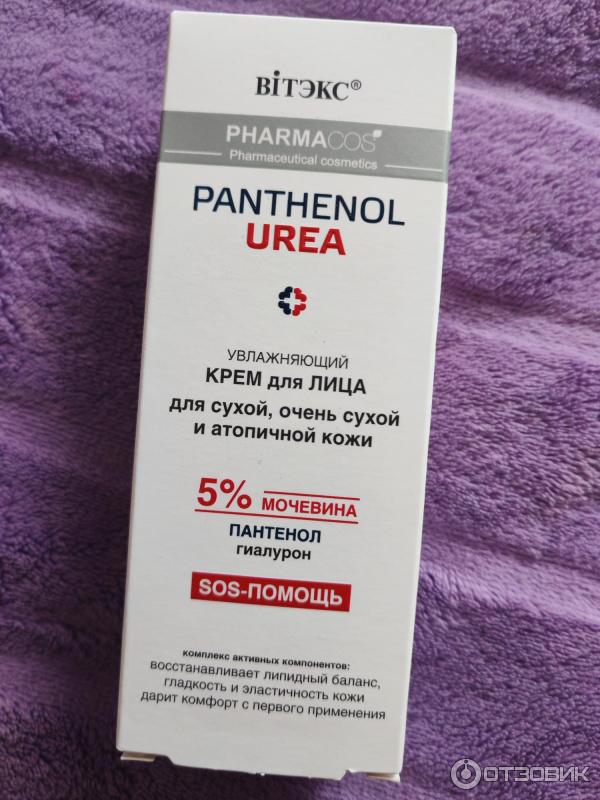 ВIТЭКС®
PHARMACOS
Pharmaceutical cosmetics
PANTHENOL
UREA
УВЛАЖНЯЮЩИЙ
КРЕМ для ЛИЦА
для сухой, очень сухой
и атопичной кожи
5% МОЧЕВИНА
ПАНТЕНОЛ
гиалурон
SOS-ПОМОЩЬ
комплекс активных компонентов:
восстанавливает липидный баланс,
гладкость и эластичность кожи
дарит комфорт с первого применения
ОТЗОВИК